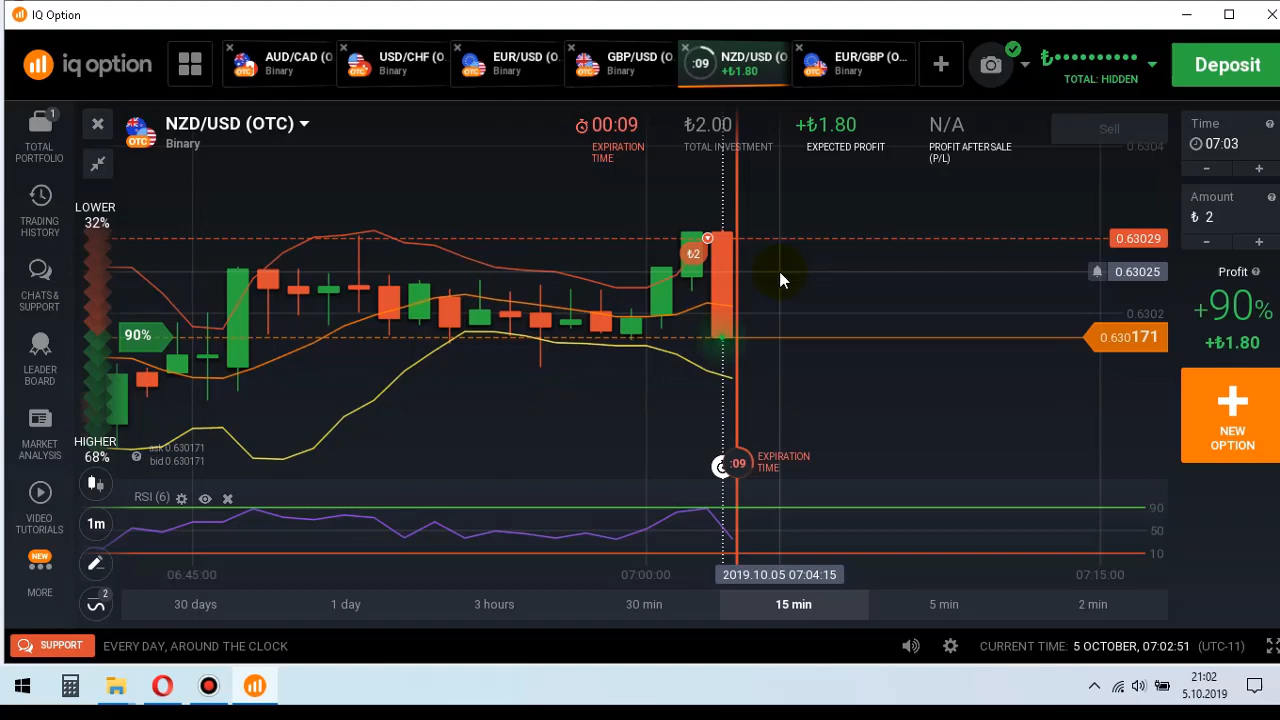 IQ Option
iq option
AUD/CAD (
Binary
USD/CHF (
Binary
EUR/USD (O...
Binary
GBP/USD (O
Binary
:09
NZD/USD (O
+₺1.80
EUR/GBP (O...
Binary
₺••••••••••
TOTAL: HIDDEN
Deposit
1
TOTAL
PORTFOLIO
TRADING
HISTORY
CHATS &
SUPPORT
LEADER
BOARD
MARKET
ANALYSIS
VIDEO
TUTORIALS
NEW
MORE
NZD/USD (OTC)
Binary
00:09
EXPIRATION
TIME
₺2.00
TOTAL INVESTMENT
+₺1.80
EXPECTED PROFIT
N/A
PROFIT AFTER SALE
(P/L)
Sell
0.6304
LOWER
32%
90%
HIGHER
68%
ask 0.630171
bid 0.630171
₺2
0.63029
0.63025
0.6302
0.630171
:09
EXPIRATION
TIME
RSI (6)
90
50
10
1m
2
06:45:00
07:00:00
2019.10.05 07:04:15
07:15:00
30 days
1 day
3 hours
30 min
15 min
5 min
2 min
Time
07:03
- +
Amount
₺ 2
- +
Profit
+90%
+₺1.80
NEW
OPTION
SUPPORT
EVERY DAY, AROUND THE CLOCK
CURRENT TIME: 5 OCTOBER, 07:02:51 (UTC-11)
21:02
5.10.2019